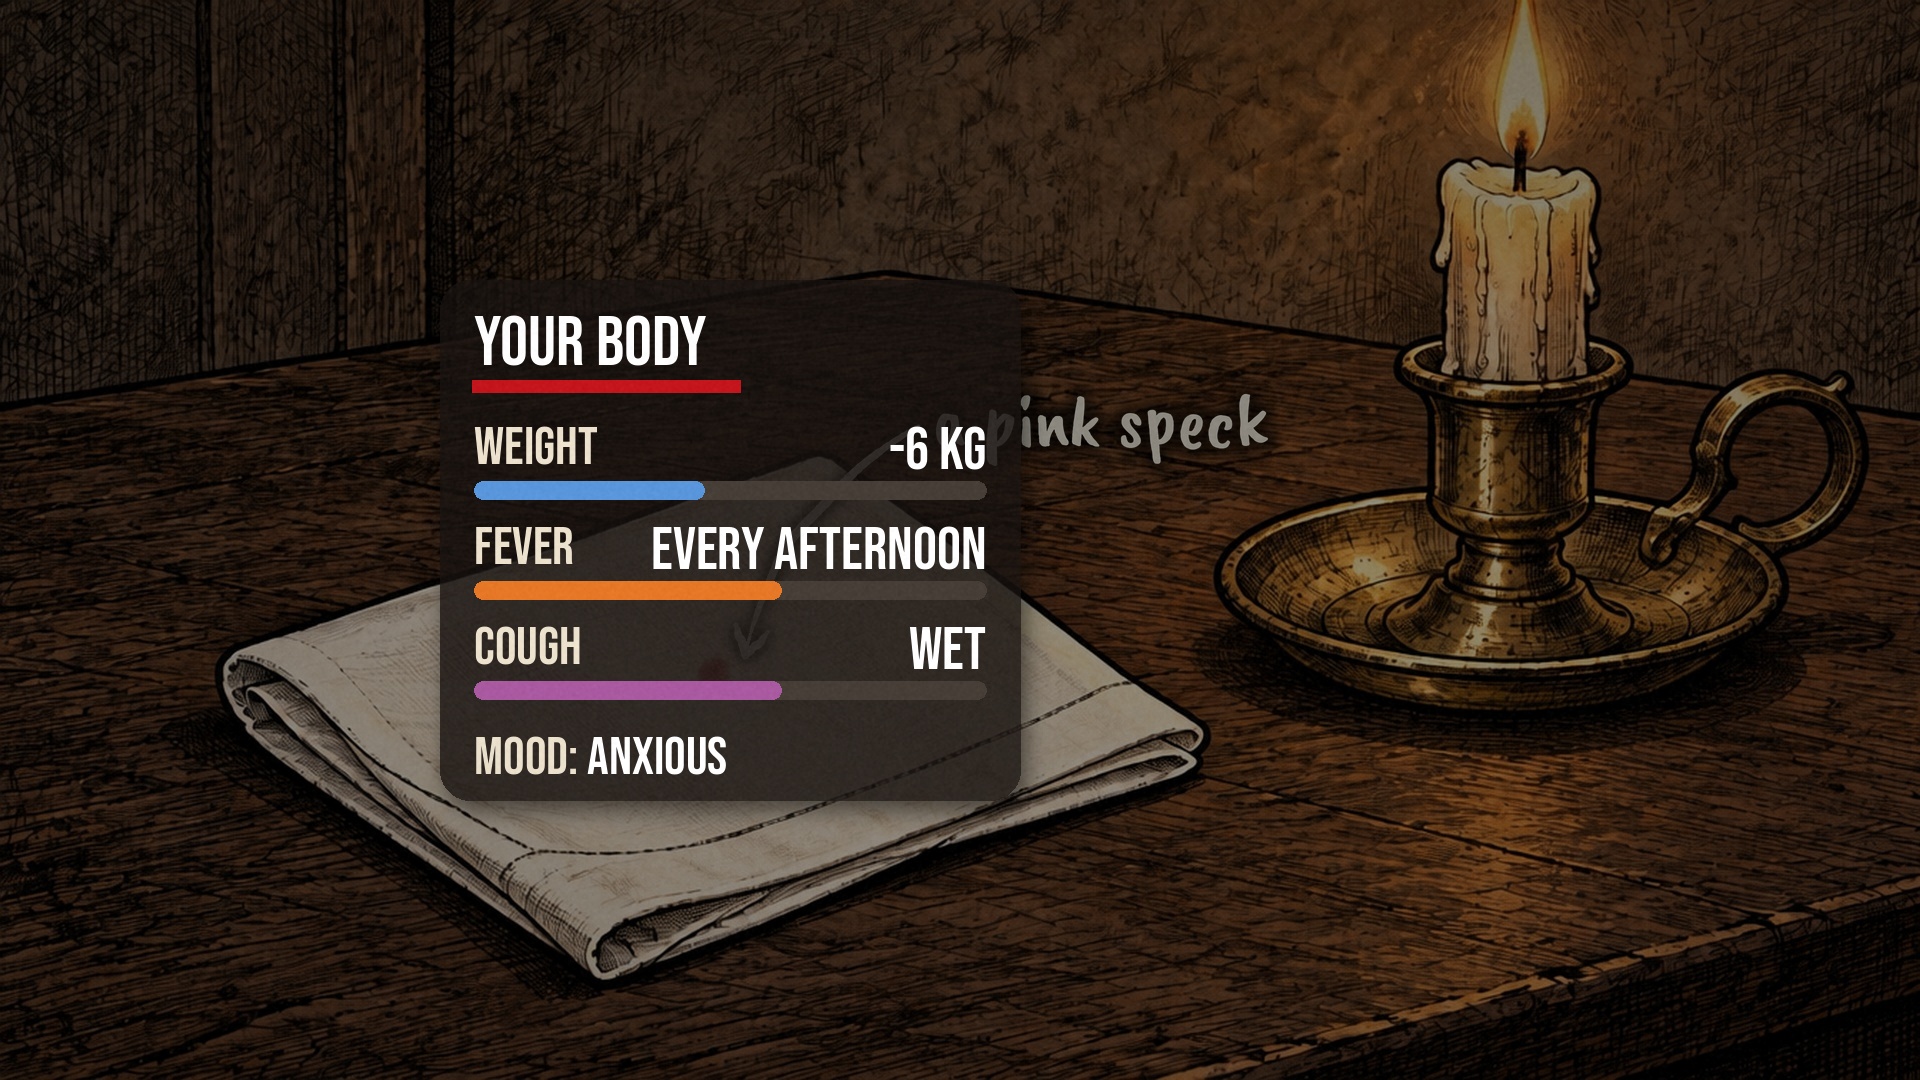 YOUR BODY
WEIGHT -6 KG
a pink speck
FEVER EVERY AFTERNOON
COUGH WET
MOOD: ANXIOUS